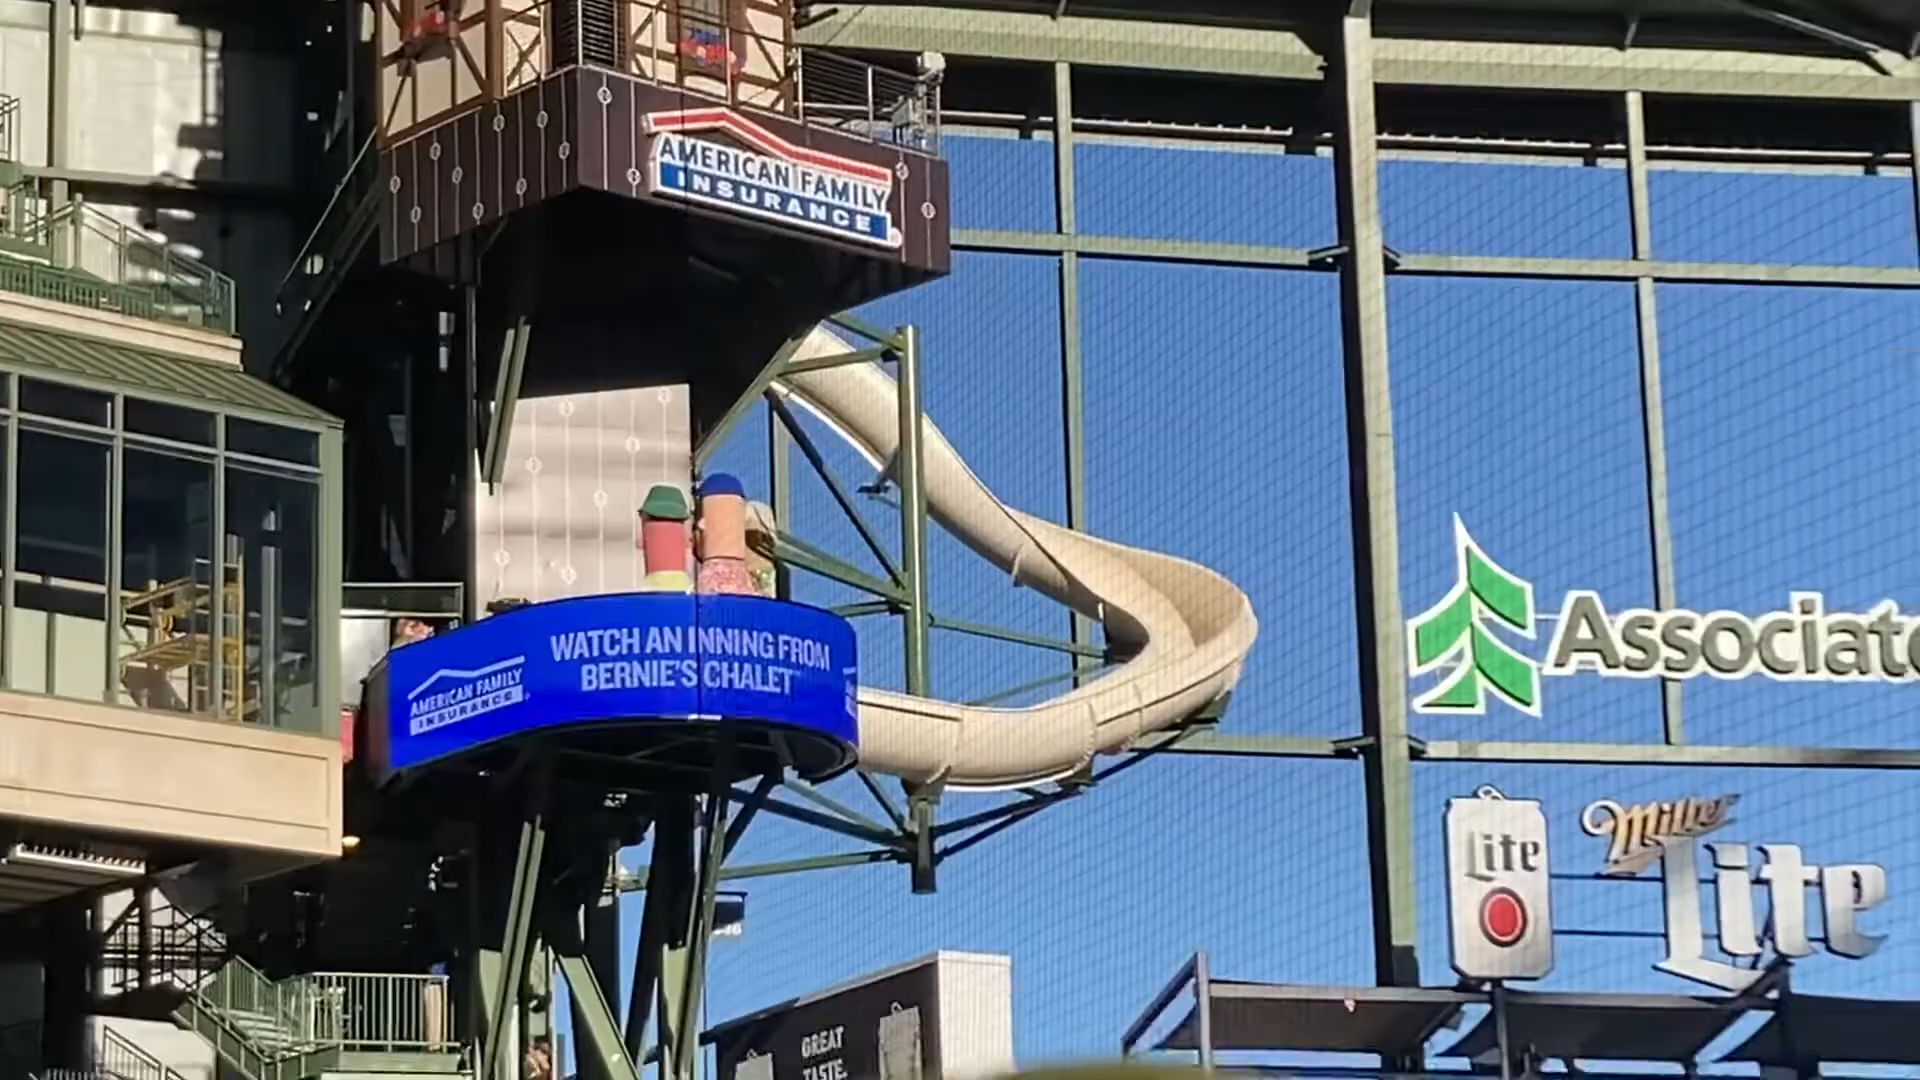 AMERICAN FAMILY
INSURANCE
WATCH AN INNING FROM
BERNIE'S CHALET
AMERICAN FAMILY
INSURANCE
Associate
Lite
Miller
Lite
GREAT
TASTE.